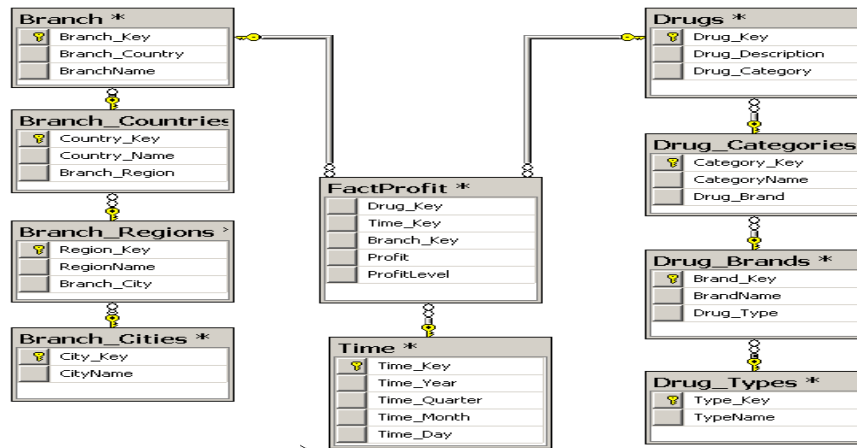 Branch *
Branch_Key
Branch_Country
BranchName
Branch_Countries
Country_Key
Country_Name
Branch_Region
Branch_Regions *
Region_Key
RegionName
Branch_City
Branch_Cities *
City_Key
CityName
FactProfit *
Drug_Key
Time_Key
Branch_Key
Profit
ProfitLevel
Time *
Time_Key
Time_Year
Time_Quarter
Time_Month
Time_Day
Drugs *
Drug_Key
Drug_Description
Drug_Category
Drug_Categories
Category_Key
CategoryName
Drug_Brand
Drug_Brands *
Brand_Key
BrandName
Drug_Type
Drug_Types *
Type_Key
TypeName